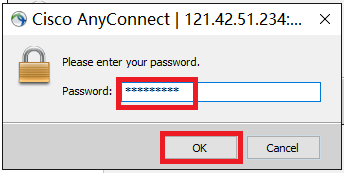 Cisco AnyConnect | 121.42.51.234:...
Please enter your password.
Password: *********
OK Cancel